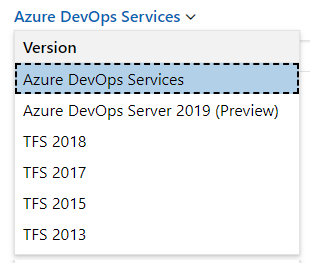 Azure DevOps Services
Version
Azure DevOps Services
Azure DevOps Server 2019 (Preview)
TFS 2018
TFS 2017
TFS 2015
TFS 2013